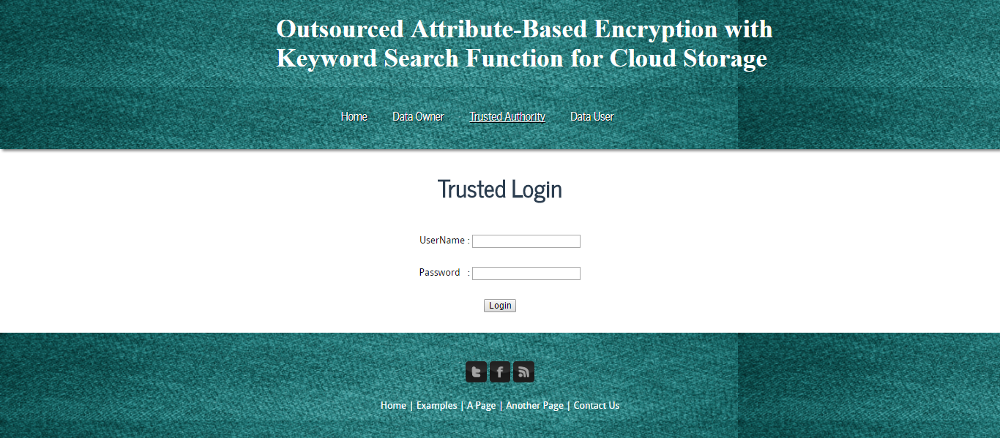 Outsourced Attribute-Based Encryption with
Keyword Search Function for Cloud Storage
Home Data Owner Trusted Authority Data User
Trusted Login
UserName :
Password :
Login
Home | Examples | A Page | Another Page | Contact Us